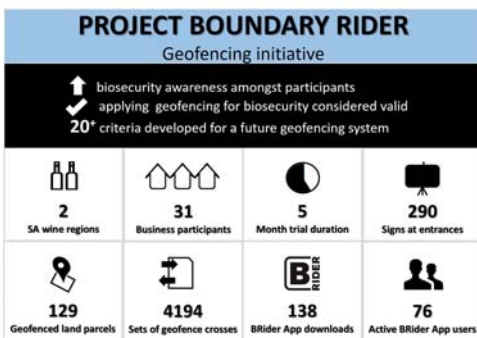 PROJECT BOUNDARY RIDER
Geofencing initiative
biosecurity awareness amongst participants
applying geofencing for biosecurity considered valid
20+ criteria developed for a future geofencing system
2
SA wine regions
31
Business participants
5
Month trial duration
290
Signs at entrances
B RIDER
129
Geofenced land parcels
4194
Sets of geofence crosses
138
BRider App downloads
76
Active BRider App users